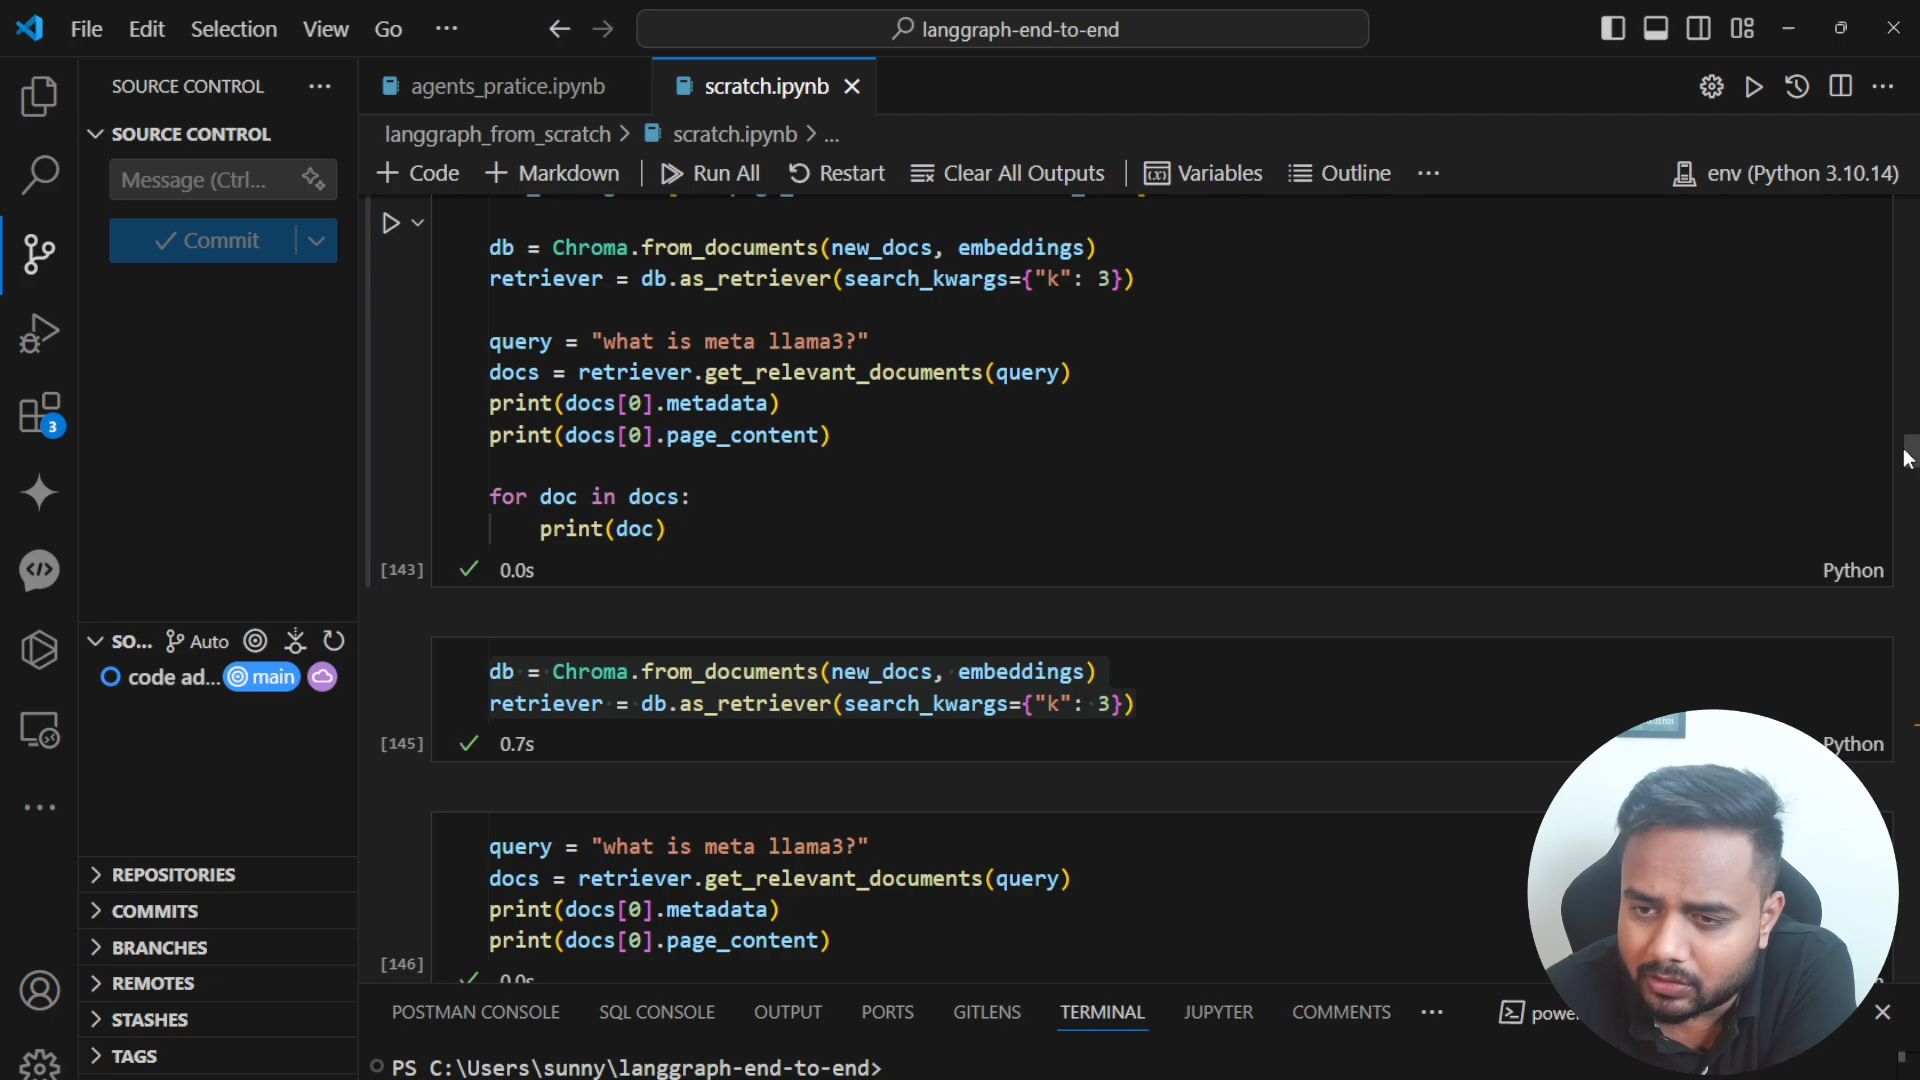 File Edit Selection View Go ··· langgraph-end-to-end
SOURCE CONTROL ···
agents_pratice.ipynb scratch.ipynb
SOURCE CONTROL
langgraph_from_scratch > scratch.ipynb > ...
Message (Ctrl...
Code Markdown Run All Restart Clear All Outputs Variables Outline ··· env (Python 3.10.14)
Commit
db = Chroma.from_documents(new_docs, embeddings)
retriever = db.as_retriever(search_kwargs={"k": 3})
query = "what is meta llama3?"
docs = retriever.get_relevant_documents(query)
print(docs[0].metadata)
print(docs[0].page_content)
for doc in docs:
print(doc)
[143] 0.0s Python
3
SO... Auto
code ad... main
db = Chroma.from_documents(new_docs, embeddings)
retriever = db.as_retriever(search_kwargs={"k": 3})
[145] 0.7s Python
query = "what is meta llama3?"
docs = retriever.get_relevant_documents(query)
print(docs[0].metadata)
print(docs[0].page_content)
[146] 0.0s
REPOSITORIES
COMMITS
BRANCHES
REMOTES
STASHES
TAGS
POSTMAN CONSOLE SQL CONSOLE OUTPUT PORTS GITLENS TERMINAL JUPYTER COMMENTS ··· power
PS C:\Users\sunny\langgraph-end-to-end>